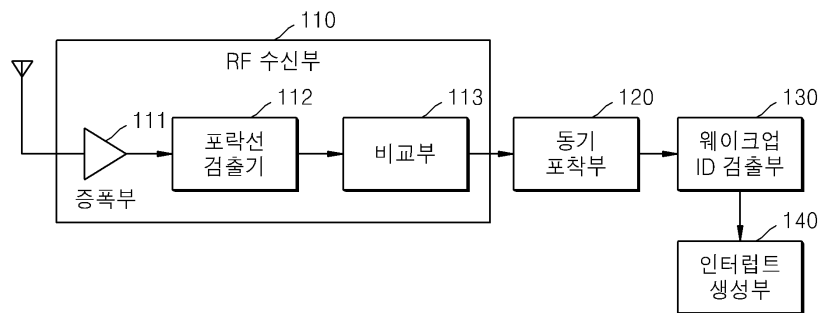 110
RF 수신부
111
증폭부
112
포락선
검출기
113
비교부
120
동기
포착부
130
웨이크업
ID 검출부
140
인터럽트
생성부